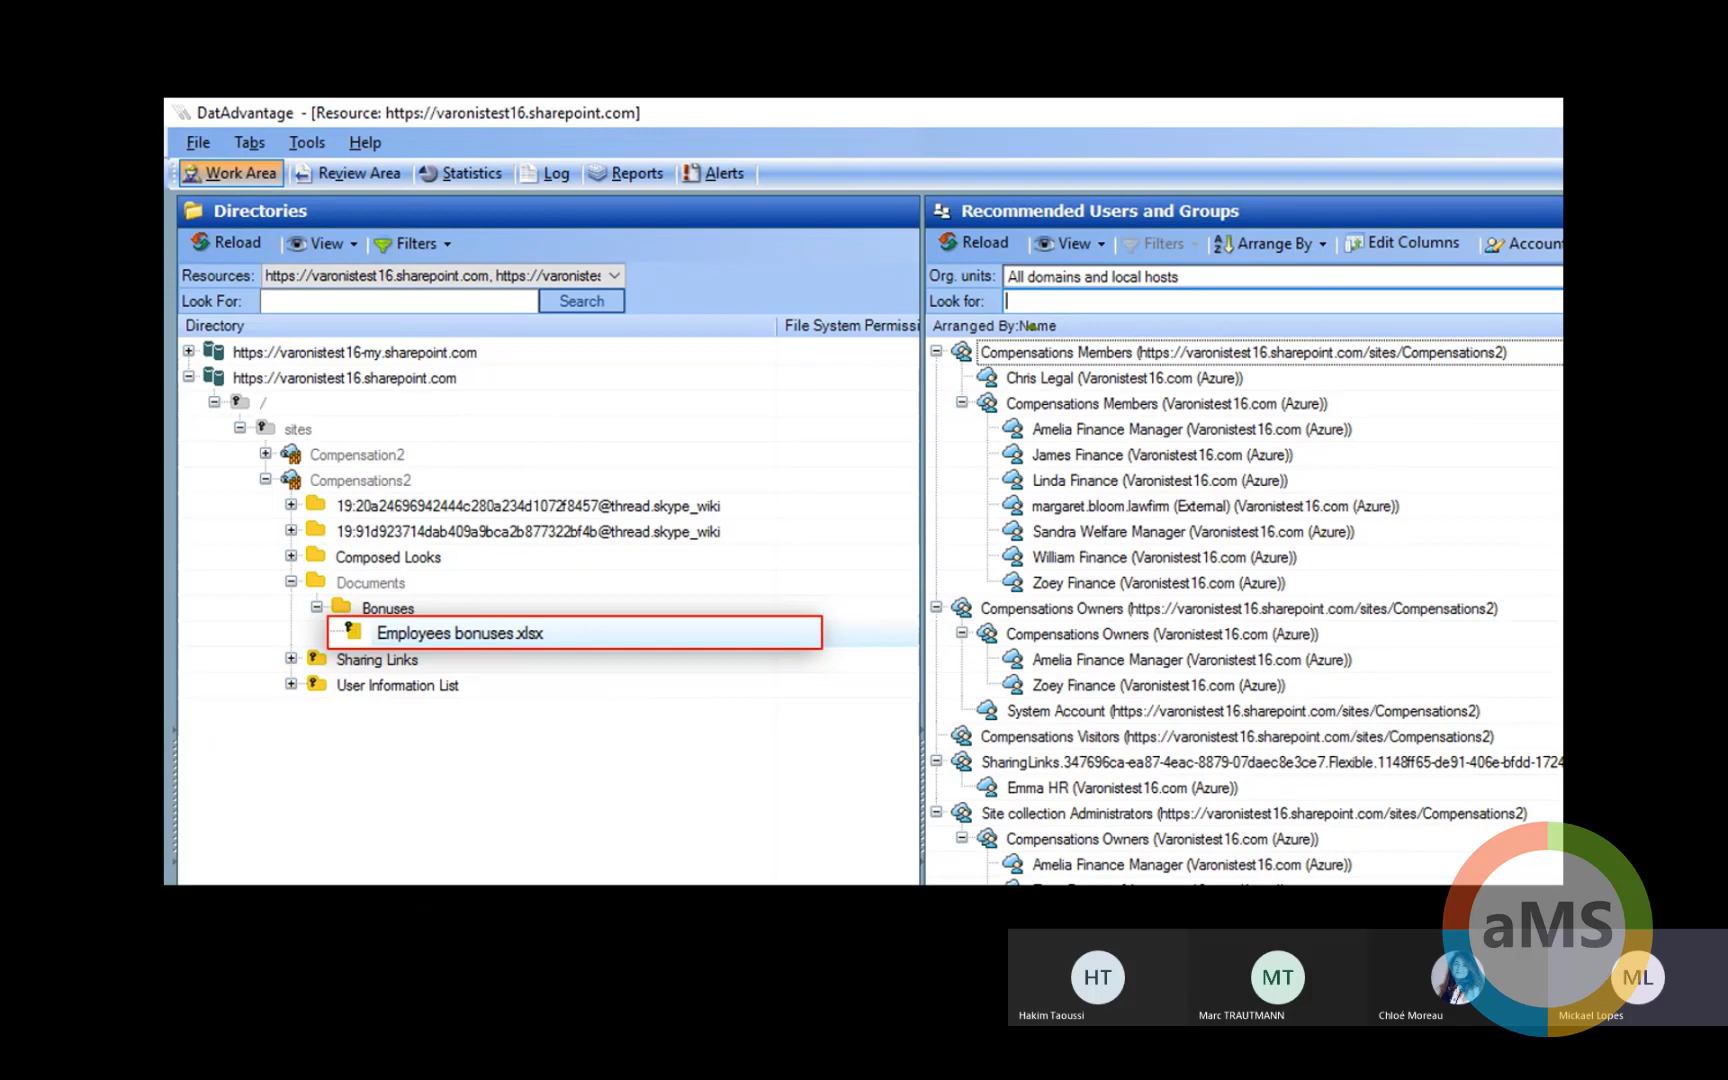 DatAdvantage - [Resource: https://varonistest16.sharepoint.com]
File Tabs Tools Help
Work Area Review Area Statistics Log Reports Alerts
Directories
Reload View Filters
Resources: https://varonistest16.sharepoint.com, https://varonistes
Look For: Search
Directory File System Permissi
https://varonistest16-my.sharepoint.com
https://varonistest16.sharepoint.com
/
sites
Compensation2
Compensations2
19:20a24696942444c280a234d1072f8457@thread.skype_wiki
19:91d923714dab409a9bca2b877322bf4b@thread.skype_wiki
Composed Looks
Documents
Bonuses
Employees bonuses.xlsx
Sharing Links
User Information List
Recommended Users and Groups
Reload View Filters Arrange By Edit Columns Accoun
Org. units: All domains and local hosts
Look for:
Arranged By:Name
Compensations Members (https://varonistest16.sharepoint.com/sites/Compensations2)
Chris Legal (Varonistest16.com (Azure))
Compensations Members (Varonistest16.com (Azure))
Amelia Finance Manager (Varonistest16.com (Azure))
James Finance (Varonistest16.com (Azure))
Linda Finance (Varonistest16.com (Azure))
margaret.bloom.lawfirm (External) (Varonistest16.com (Azure))
Sandra Welfare Manager (Varonistest16.com (Azure))
William Finance (Varonistest16.com (Azure))
Zoey Finance (Varonistest16.com (Azure))
Compensations Owners (https://varonistest16.sharepoint.com/sites/Compensations2)
Compensations Owners (Varonistest16.com (Azure))
Amelia Finance Manager (Varonistest16.com (Azure))
Zoey Finance (Varonistest16.com (Azure))
System Account (https://varonistest16.sharepoint.com/sites/Compensations2)
Compensations Visitors (https://varonistest16.sharepoint.com/sites/Compensations2)
SharingLinks.347696ca-ea87-4eac-8879-07daec8e3ce7.Flexible.1148ff65-de91-406e-bfdd-1724
Emma HR (Varonistest16.com (Azure))
Site collection Administrators (https://varonistest16.sharepoint.com/sites/Compensations2)
Compensations Owners (Varonistest16.com (Azure))
Amelia Finance Manager (Varonistest16.com (Azure))
aMS
HT MT ML
Hakim Taoussi Marc TRAUTMANN Chloé Moreau Mickael Lopes